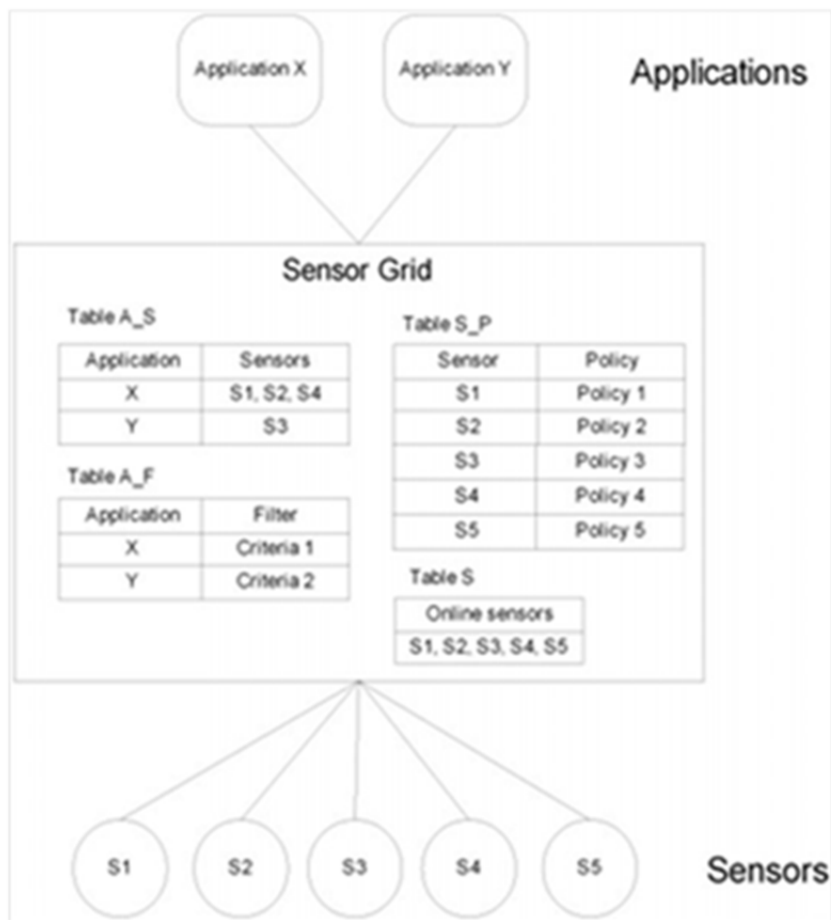 Application X
Application Y
Applications
Sensor Grid
Table A_S
Application Sensors
X S1, S2, S4
Y S3
Table A_F
Application Filter
X Criteria 1
Y Criteria 2
Table S_P
Sensor Policy
S1 Policy 1
S2 Policy 2
S3 Policy 3
S4 Policy 4
S5 Policy 5
Table S
Online sensors
S1, S2, S3, S4, S5
S1
S2
S3
S4
S5
Sensors